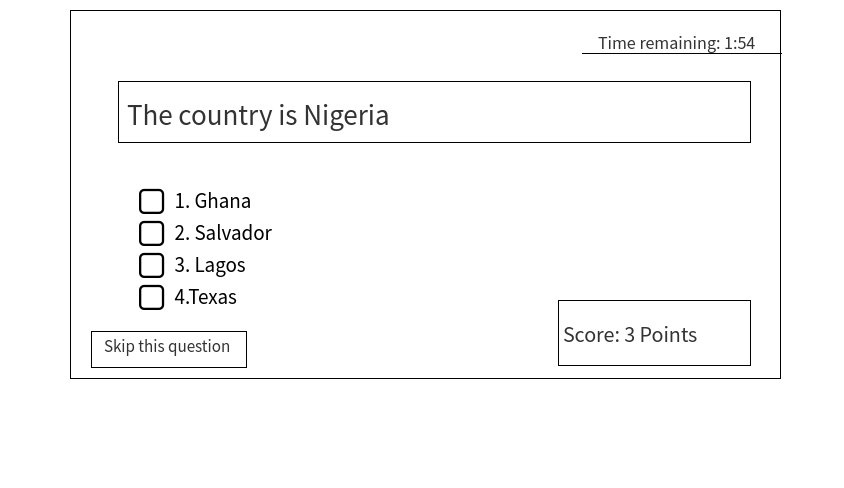 Time remaining: 1:54
The country is Nigeria
1. Ghana
2. Salvador
3. Lagos
4.Texas
Skip this question
Score: 3 Points